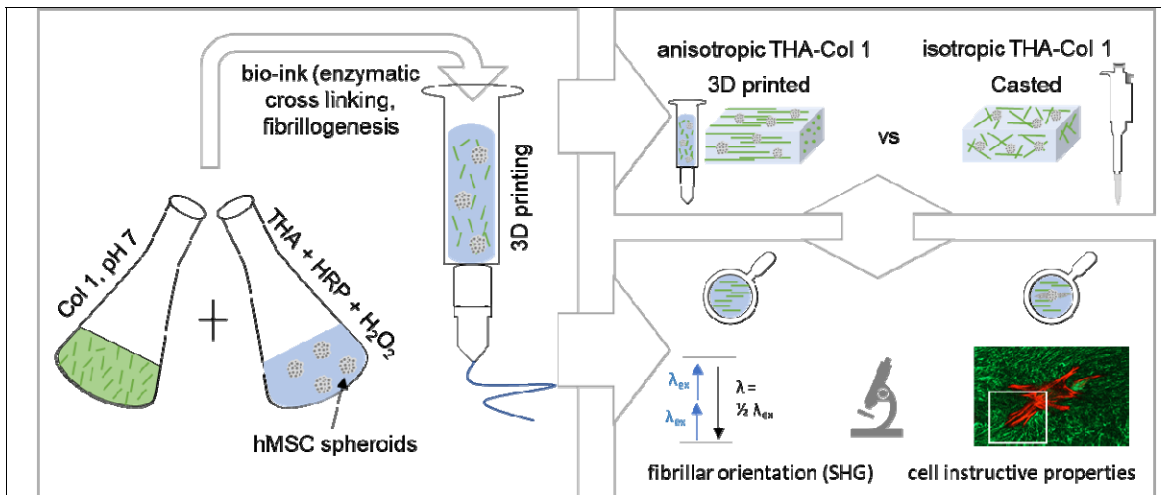 bio-ink (enzymatic
cross linking,
fibrillogenesis
Col 1, pH 7
+
THA + HRP + H₂O₂
hMSC spheroids
3D printing
anisotropic THA-Col 1
3D printed
vs
isotropic THA-Col 1
Casted
λex
λex
λ =
½ λex
fibrillar orientation (SHG)
cell instructive properties